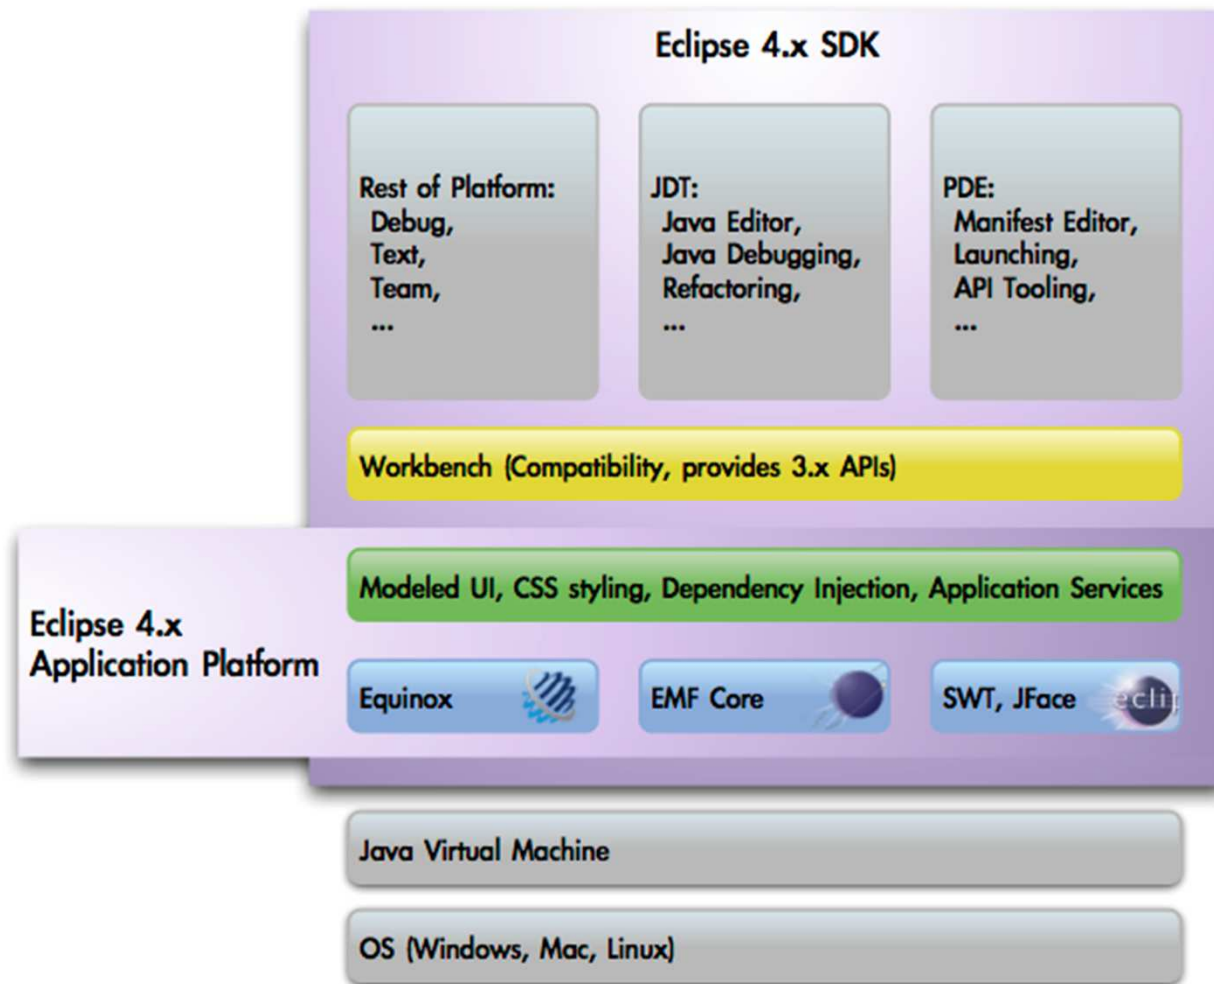 Eclipse 4.x SDK
Rest of Platform:
Debug,
Text,
Team,
...
JDT:
Java Editor,
Java Debugging,
Refactoring,
...
PDE:
Manifest Editor,
Launching,
API Tooling,
...
Workbench (Compatibility, provides 3.x APIs)
Eclipse 4.x
Application Platform
Modeled UI, CSS styling, Dependency Injection, Application Services
Equinox
EMF Core
SWT, JFace
eclip
Java Virtual Machine
OS (Windows, Mac, Linux)